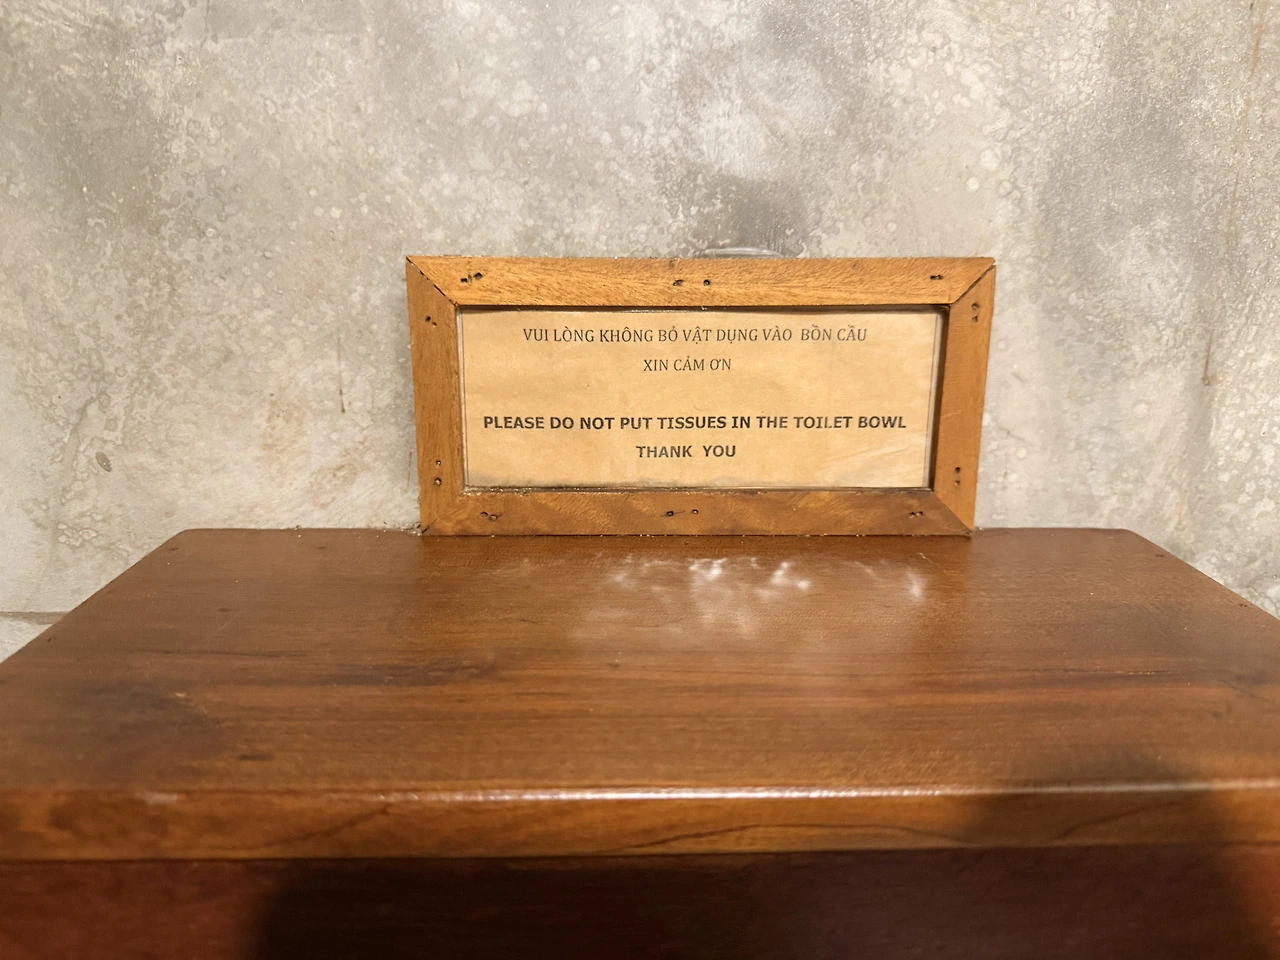 VUI LÒNG KHÔNG BỎ VẬT DỤNG VÀO BỒN CẦU
XIN CẢM ƠN
PLEASE DO NOT PUT TISSUES IN THE TOILET BOWL
THANK YOU